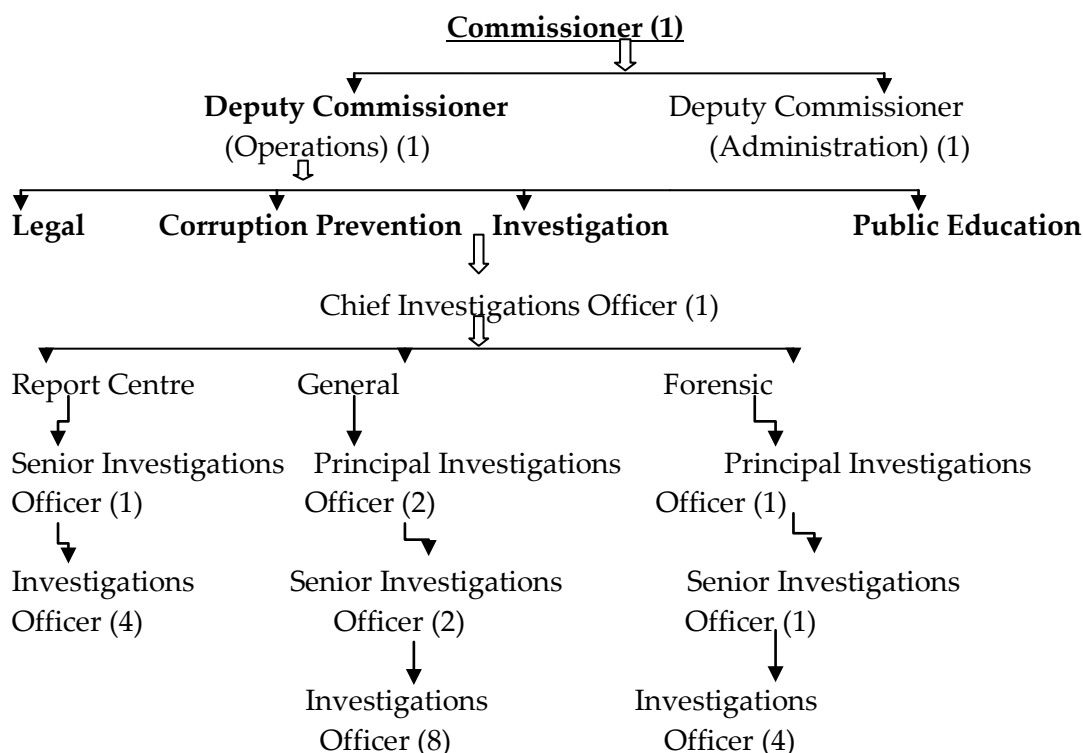 Commissioner (1)
Deputy Commissioner Deputy Commissioner
(Operations) (1) (Administration) (1)
Legal Corruption Prevention Investigation Public Education
Chief Investigations Officer (1)
Report Centre General Forensic
Senior Investigations Principal Investigations Principal Investigations
Officer (1) Officer (2) Officer (1)
Investigations Senior Investigations Senior Investigations
Officer (4) Officer (2) Officer (1)
Investigations Investigations
Officer (8) Officer (4)